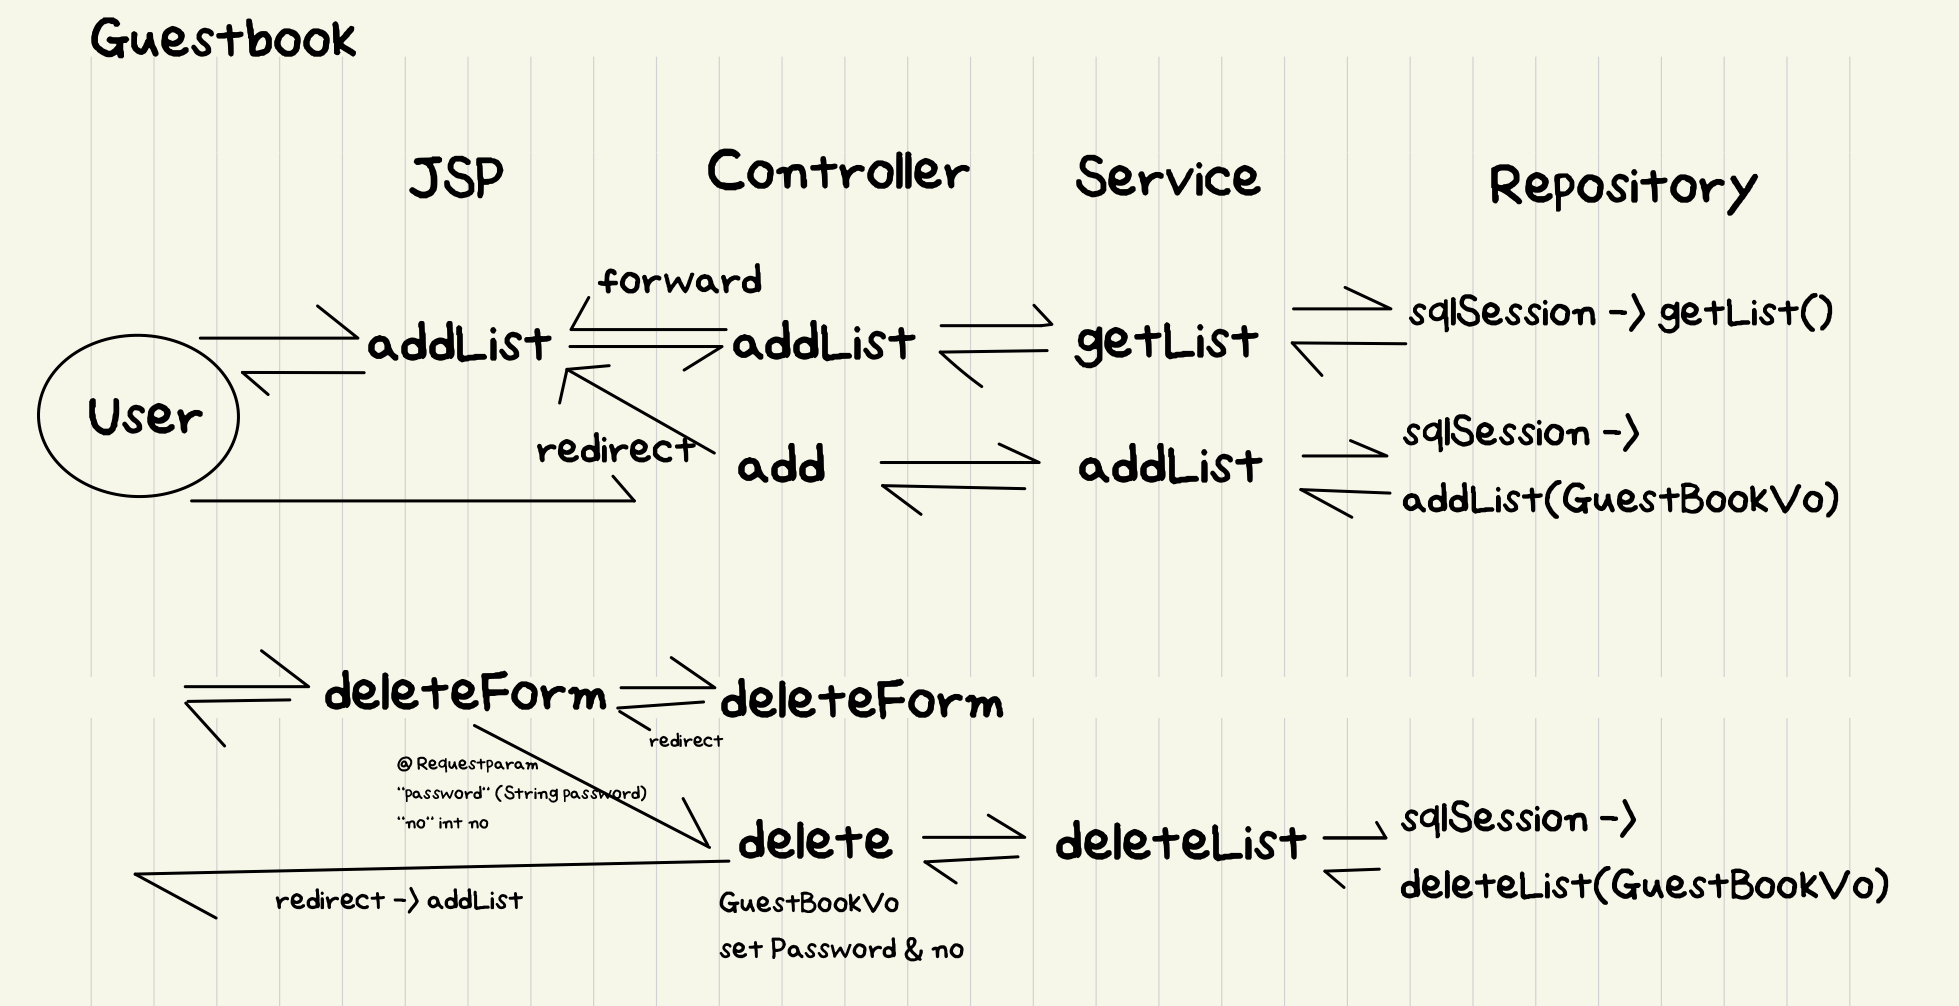 Guestbook
JSP
Controller
Service
Repository
forward
addList
addList
getList
sqlSession -> getList()
User
redirect
add
addList
sqlSession ->
addList(GuestBookVo)
deleteForm
deleteForm
redirect
@ Requestparam
"password" (String password)
"no" int no
delete
deleteList
sqlSession ->
deleteList(GuestBookVo)
redirect -> addList
GuestBookVo
set Password & no